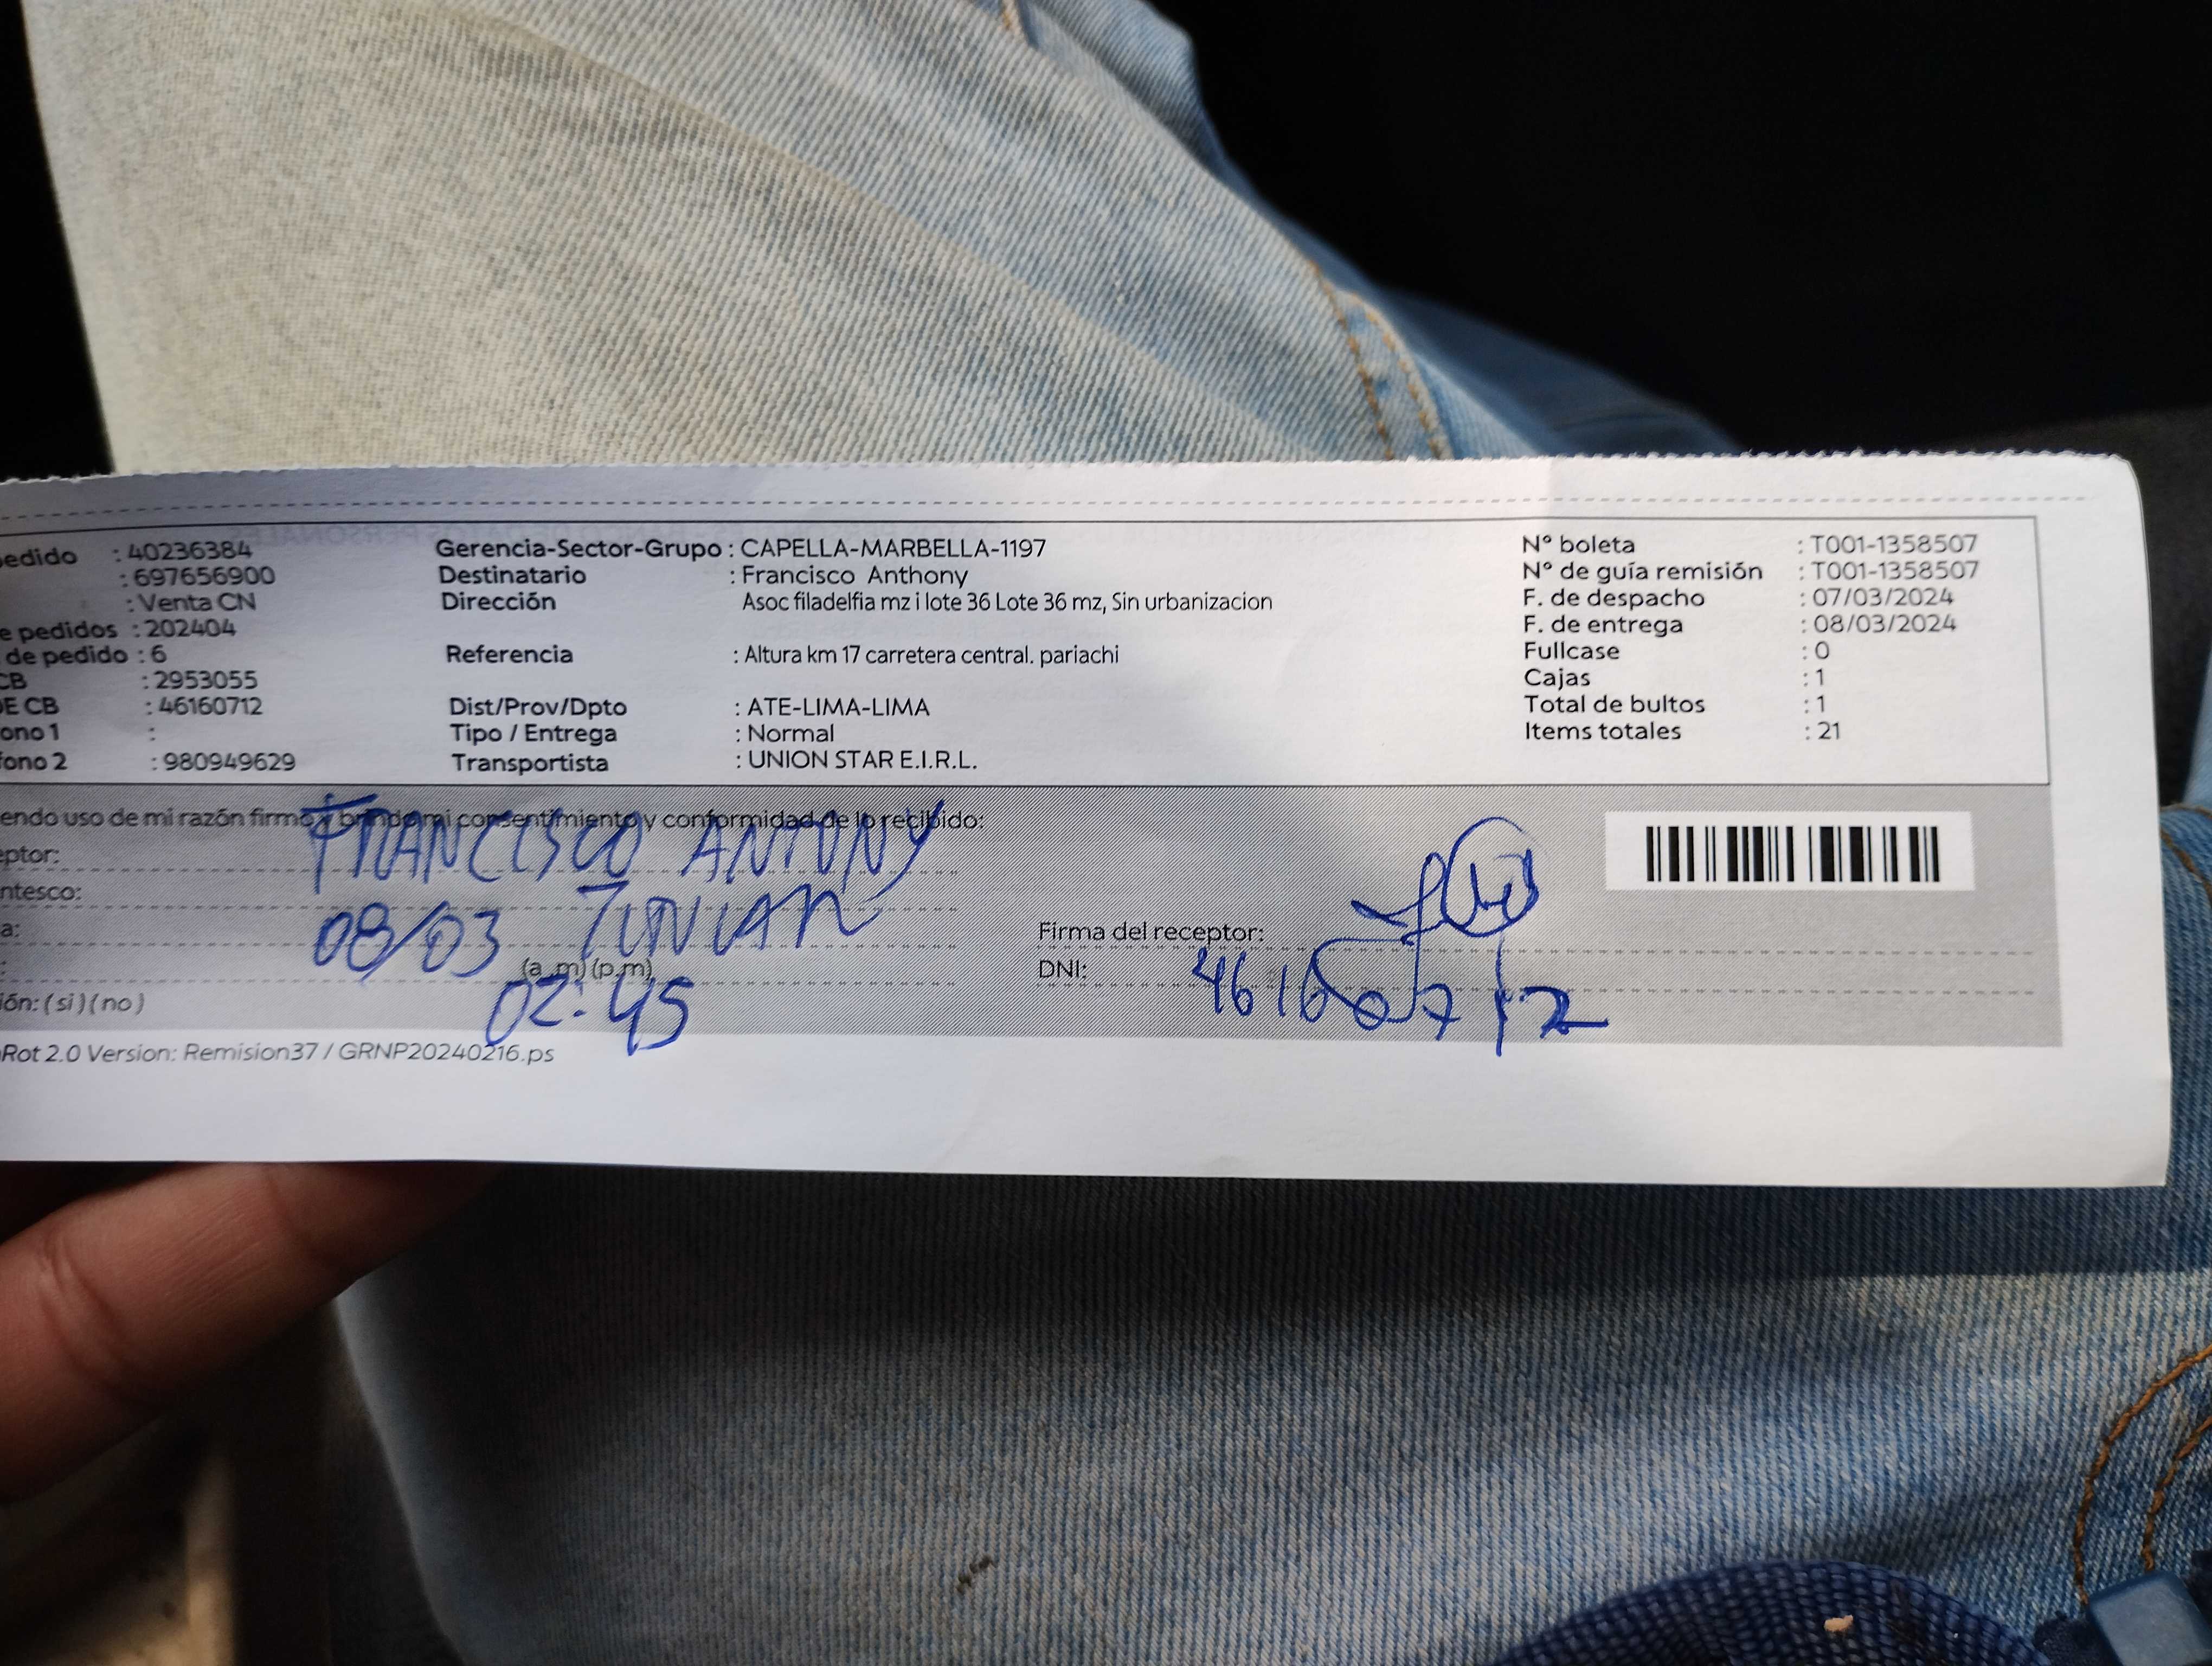 edido : 40236384 Gerencia-Sector-Grupo : CAPELLA-MARBELLA-1197 Nº boleta : T001-1358507
: 697656900 Destinatario : Francisco Anthony Nº de guía remisión : T001-1358507
: Venta CN Dirección Asoc filadelfia mz i lote 36 Lote 36 mz, Sin urbanizacion F. de despacho : 07/03/2024
e pedidos : 202404 F. de entrega : 08/03/2024
de pedido : 6 Referencia : Altura km 17 carretera central. pariachi Fullcase : 0
CB : 2953055 Cajas : 1
DE CB : 46160712 Dist/Prov/Dpto : ATE-LIMA-LIMA Total de bultos : 1
ono 1 : Tipo / Entrega : Normal Items totales : 21
fono 2 : 980949629 Transportista : UNION STAR E.I.R.L.
endo uso de mi razón firmo y brindo mi consentimiento y conformidad de lo recibido:
eptor: FRANCISCO ANTONY
ntesco:
a: 08/03 Firma del receptor:
: (a.m) (p.m) DNI: 46160712
02:45
ión: ( si ) ( no )
Rot 2.0 Version: Remision37 / GRNP20240216.ps